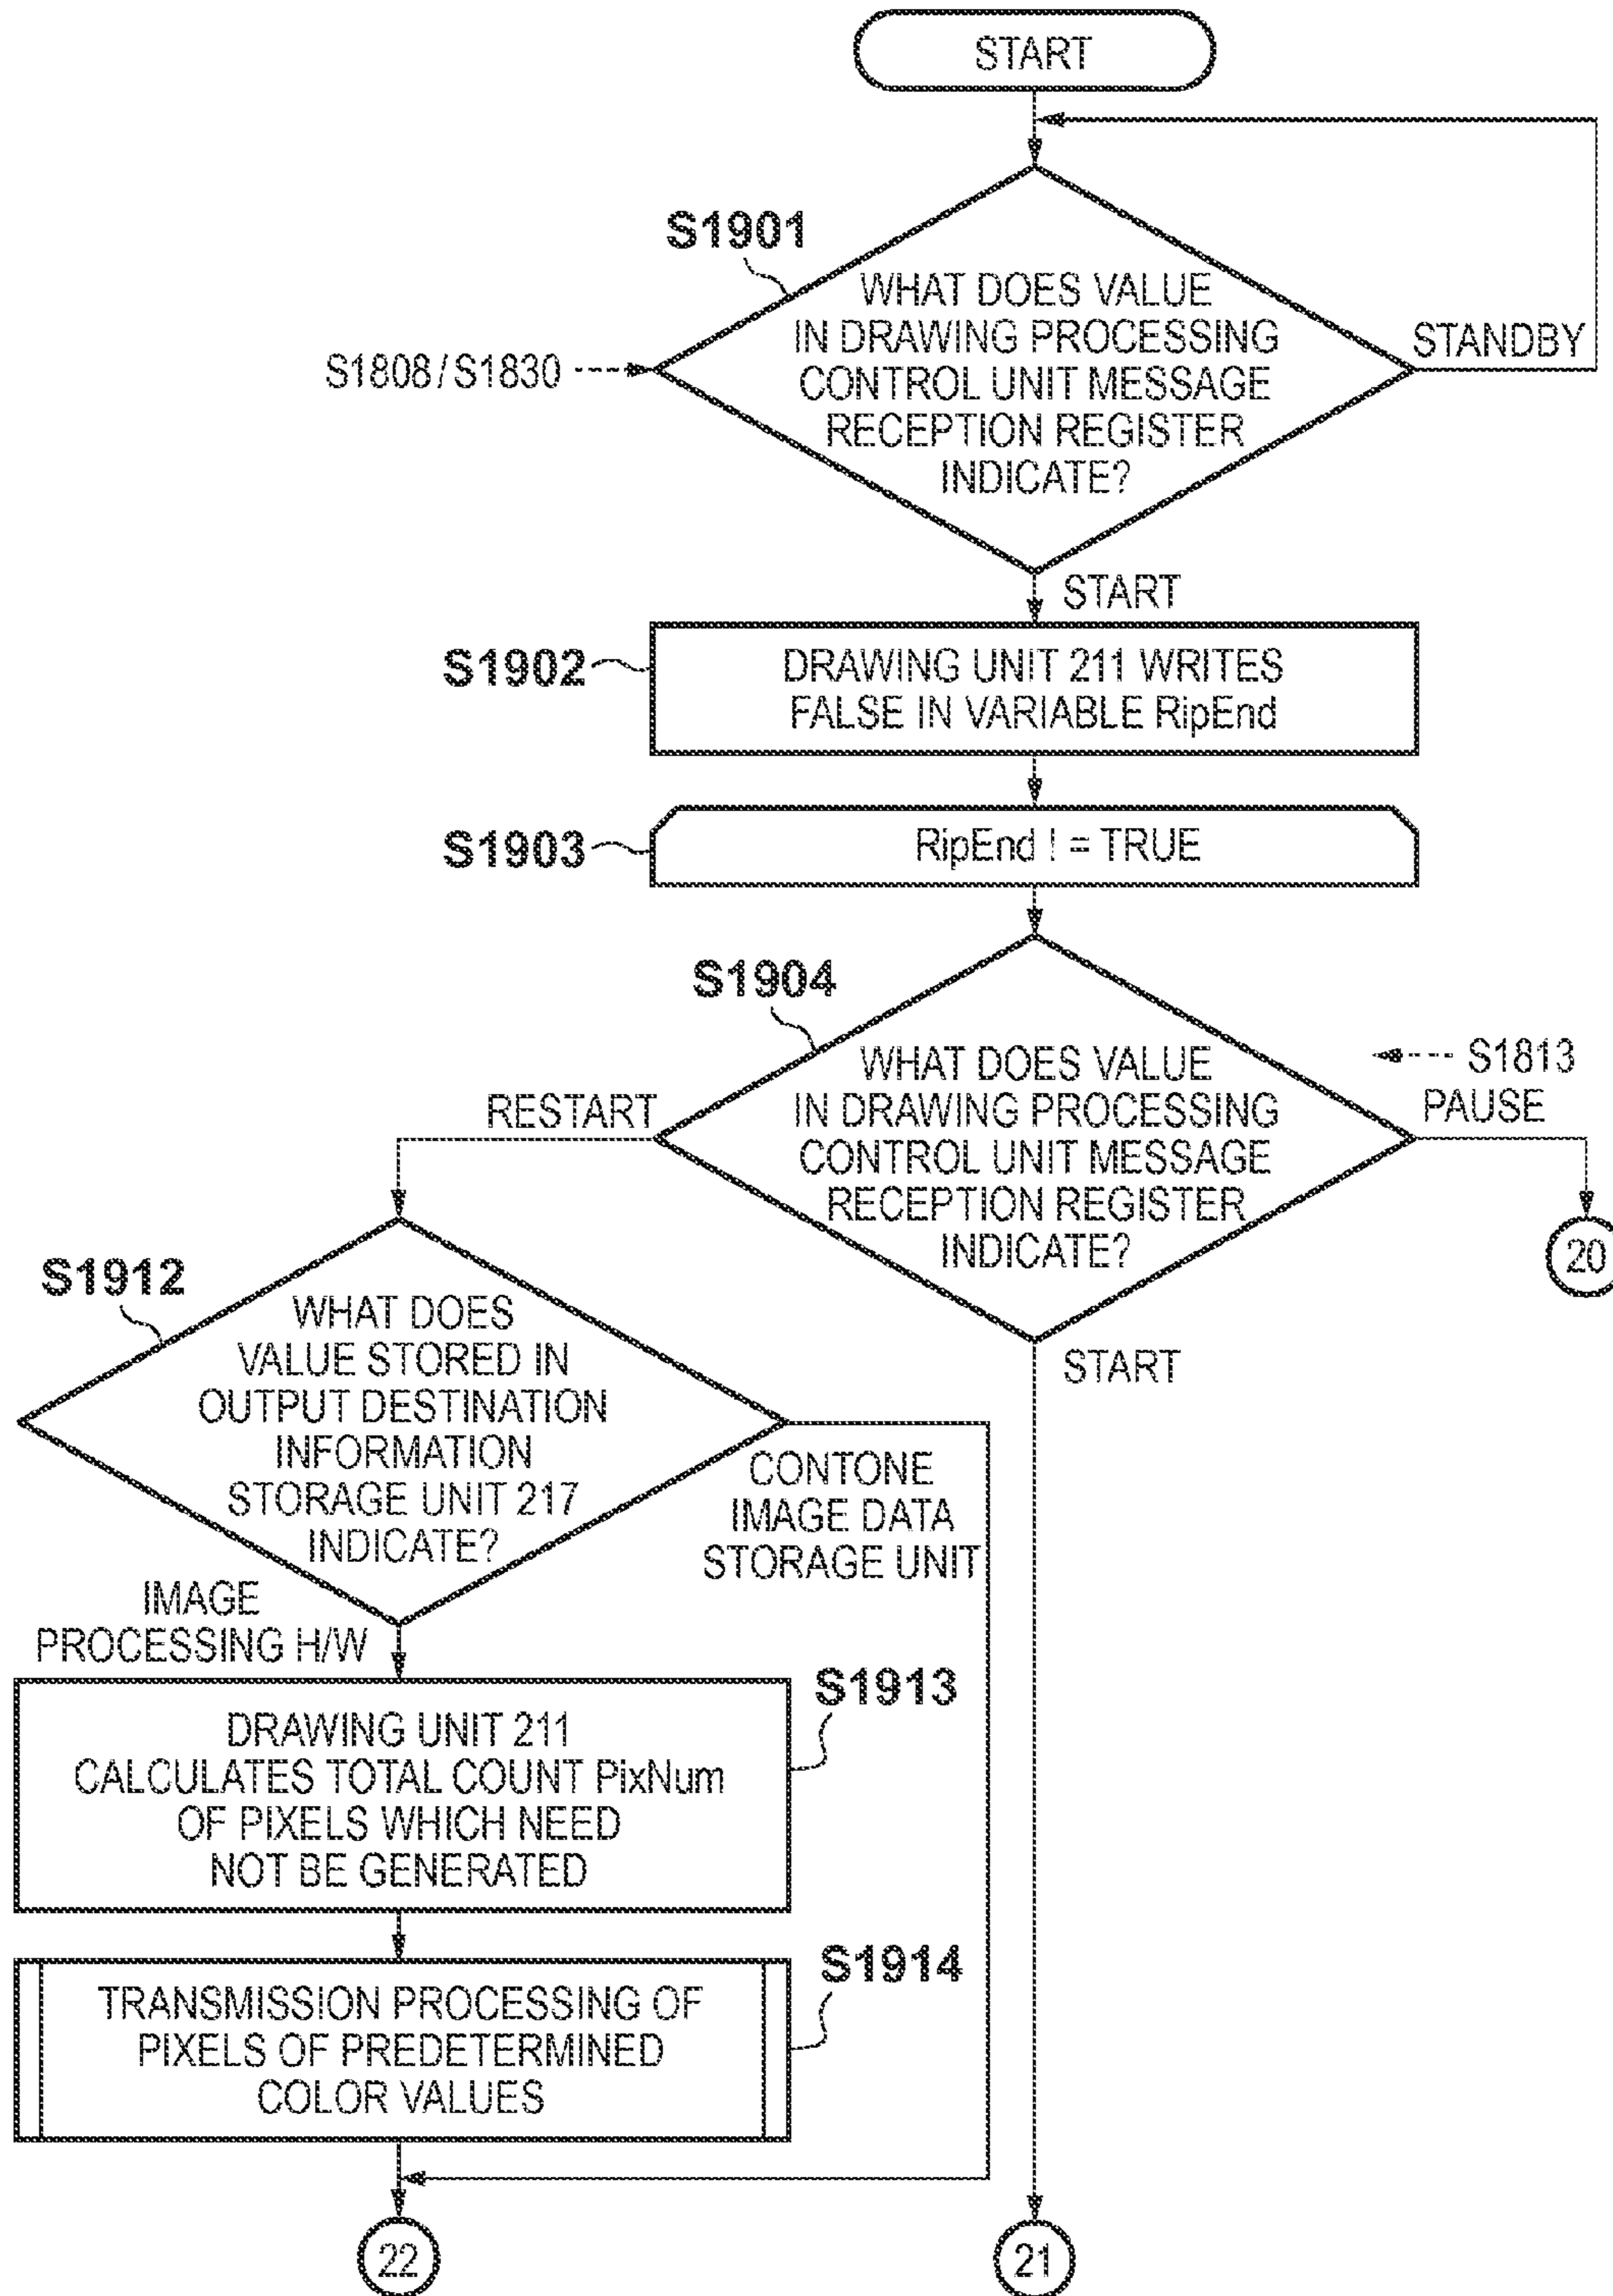 START
S1901
WHAT DOES VALUE
IN DRAWING PROCESSING
CONTROL UNIT MESSAGE
RECEPTION REGISTER
INDICATE?
STANDBY
S1808/S1830
START
S1902
DRAWING UNIT 211 WRITES
FALSE IN VARIABLE RipEnd
S1903
RipEnd ! = TRUE
S1904
WHAT DOES VALUE
IN DRAWING PROCESSING
CONTROL UNIT MESSAGE
RECEPTION REGISTER
INDICATE?
S1813
PAUSE
RESTART
20
START
S1912
WHAT DOES
VALUE STORED IN
OUTPUT DESTINATION
INFORMATION
STORAGE UNIT 217
INDICATE?
CONTONE
IMAGE DATA
STORAGE UNIT
IMAGE
PROCESSING H/W
S1913
DRAWING UNIT 211
CALCULATES TOTAL COUNT PixNum
OF PIXELS WHICH NEED
NOT BE GENERATED
S1914
TRANSMISSION PROCESSING OF
PIXELS OF PREDETERMINED
COLOR VALUES
22
21